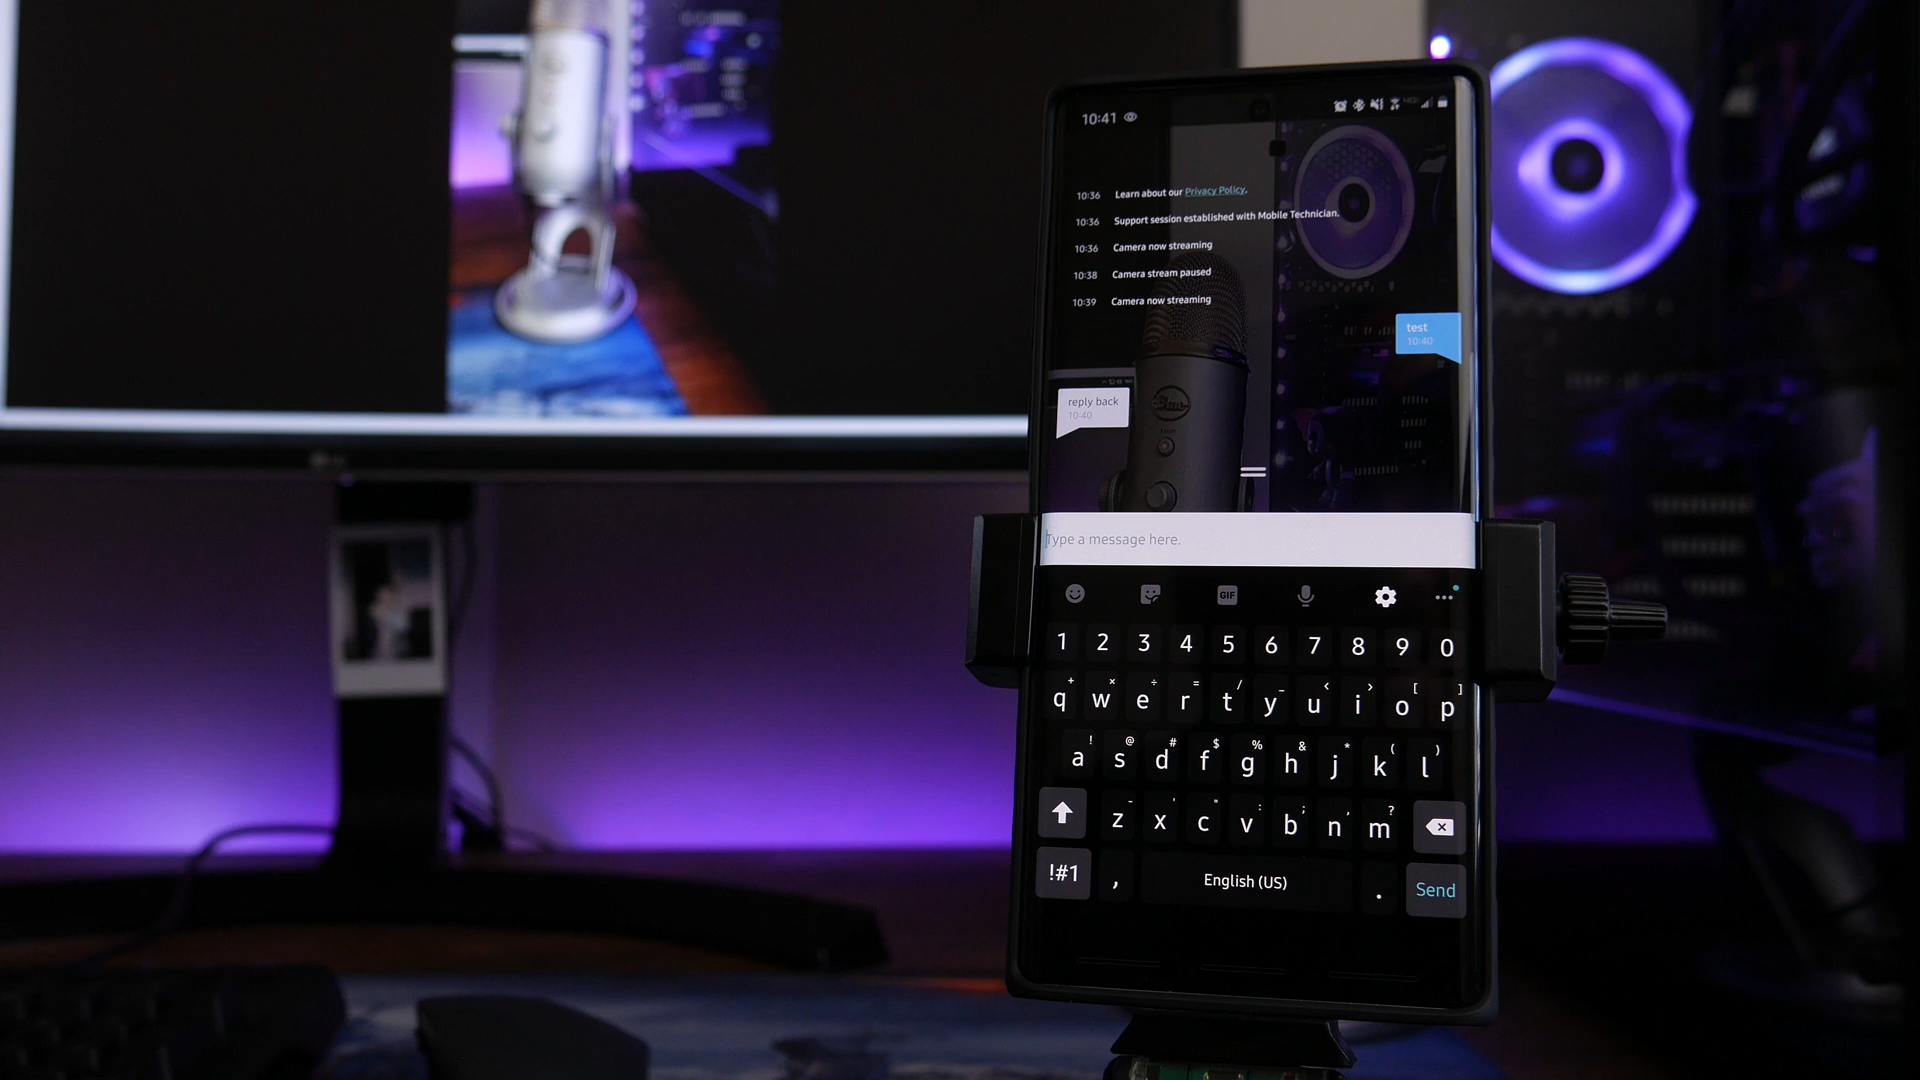 10:41
10:36 Learn about our Privacy Policy.
10:36 Support session established with Mobile Technician.
10:36 Camera now streaming
10:38 Camera stream paused
10:39 Camera now streaming
test
10:40
reply back
10:40
Blue
Type a message here.
GIF
1 2 3 4 5 6 7 8 9 0
+ × ÷ = / _ < > [ ]
q w e r t y u i o p
! @ # $ % & * ( )
a s d f g h j k l
- ' " : ; , ?
z x c v b n m
!#1 , English (US) . Send
LG